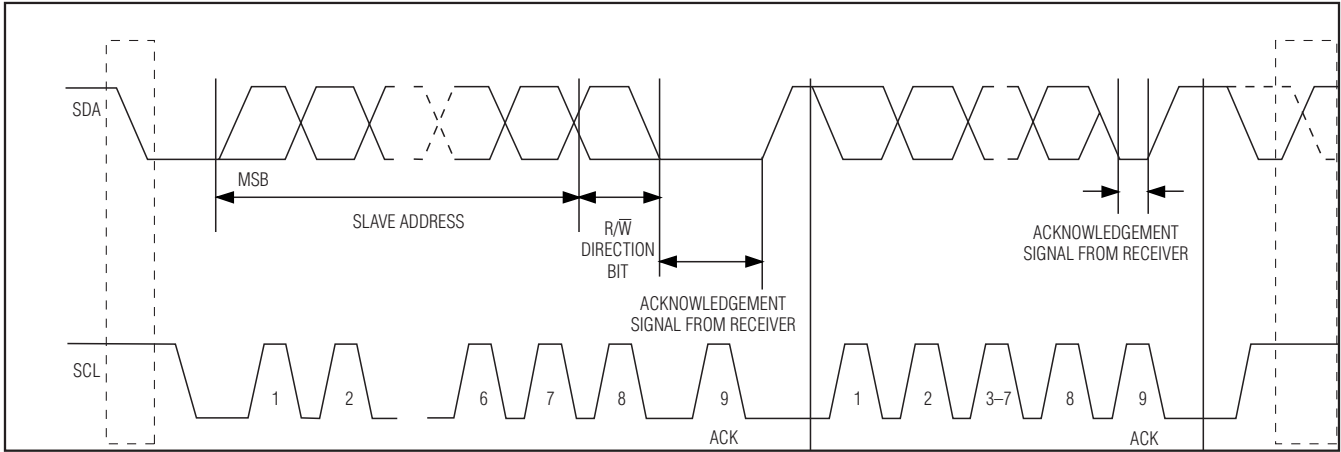 SDA
MSB
SLAVE ADDRESS
R/W̅
DIRECTION
BIT
ACKNOWLEDGEMENT
SIGNAL FROM RECEIVER
ACKNOWLEDGEMENT
SIGNAL FROM RECEIVER
SCL
1 2 6 7 8 9 1 2 3–7 8 9
ACK ACK